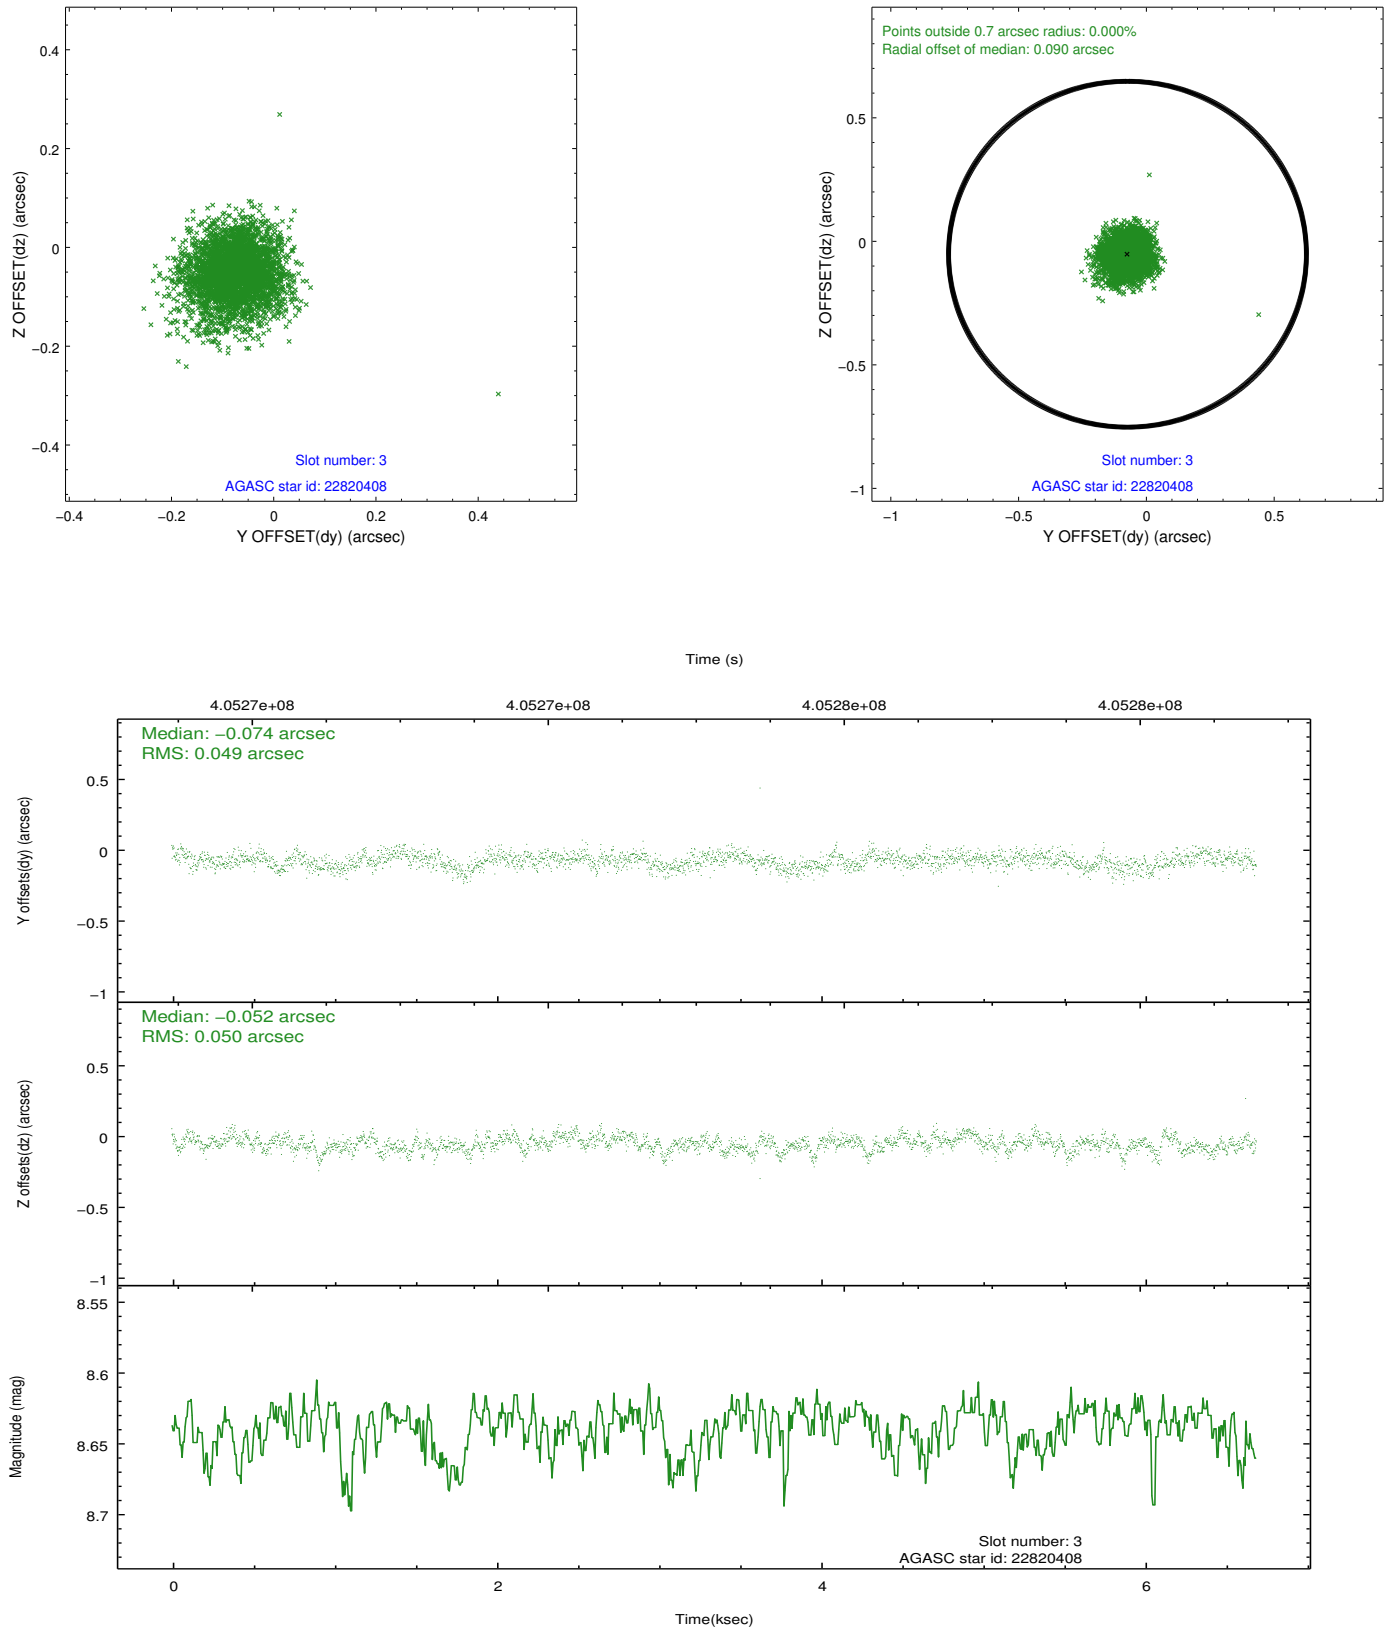 0.4
0.2
0
−0.2
−0.4
Z OFFSET(dz) (arcsec)
Slot number: 3
AGASC star id: 22820408
−0.4 −0.2 0 0.2 0.4
Y OFFSET(dy) (arcsec)
Points outside 0.7 arcsec radius: 0.000%
Radial offset of median: 0.090 arcsec
0.5
0
−0.5
−1
Z OFFSET(dz) (arcsec)
Slot number: 3
AGASC star id: 22820408
−1 −0.5 0 0.5
Y OFFSET(dy) (arcsec)
Time (s)
4.0527e+08 4.0527e+08 4.0528e+08 4.0528e+08
Median: −0.074 arcsec
RMS: 0.049 arcsec
0.5
0
−0.5
−1
Y offsets(dy) (arcsec)
Median: −0.052 arcsec
RMS: 0.050 arcsec
0.5
0
−0.5
−1
Z offsets(dz) (arcsec)
8.55
8.6
8.65
8.7
Magnitude (mag)
Slot number: 3
AGASC star id: 22820408
0 2 4 6
Time(ksec)